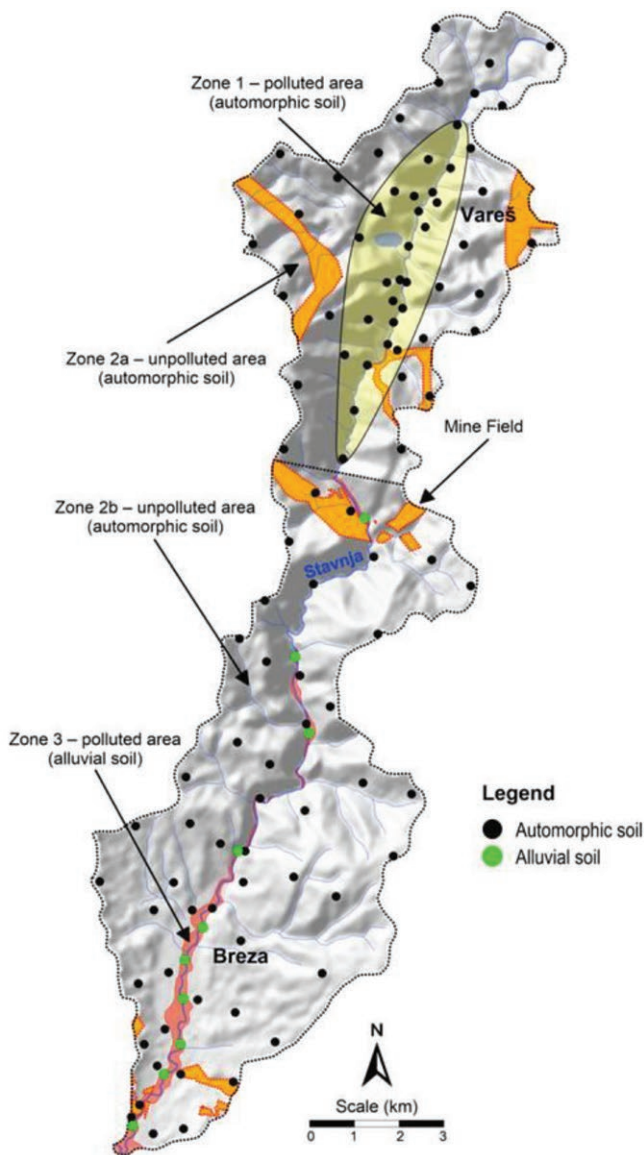 Zone 1 – polluted area
(automorphic soil)
Vareš
Zone 2a – unpolluted area
(automorphic soil)
Mine Field
Zone 2b – unpolluted area
(automorphic soil)
Stavnja
Zone 3 – polluted area
(alluvial soil)
Legend
Automorphic soil
Alluvial soil
Breza
N
Scale (km)
0 1 2 3